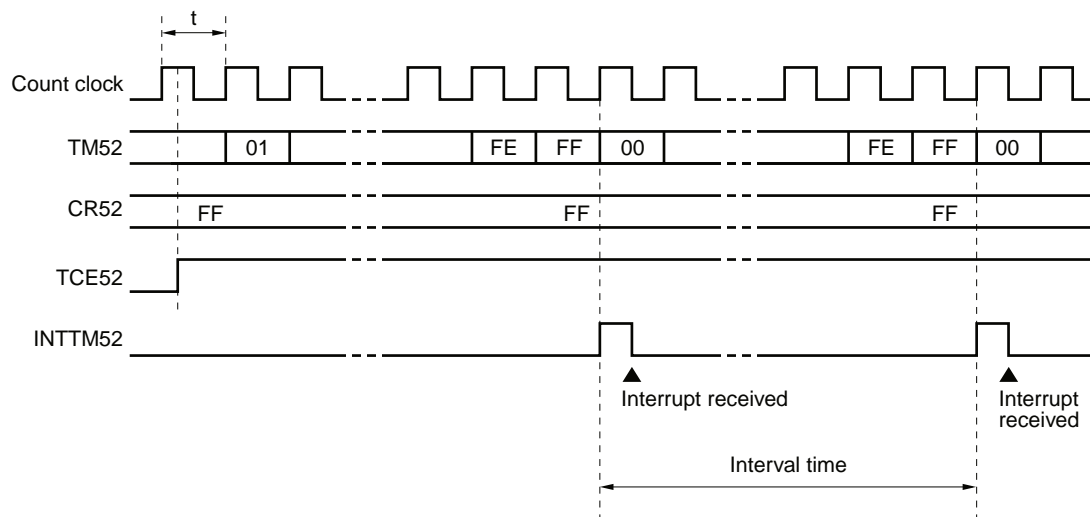 t
Count clock
TM52 01 FE FF 00 FE FF 00
CR52 FF FF FF
TCE52
INTTM52
Interrupt received
Interrupt
received
Interval time